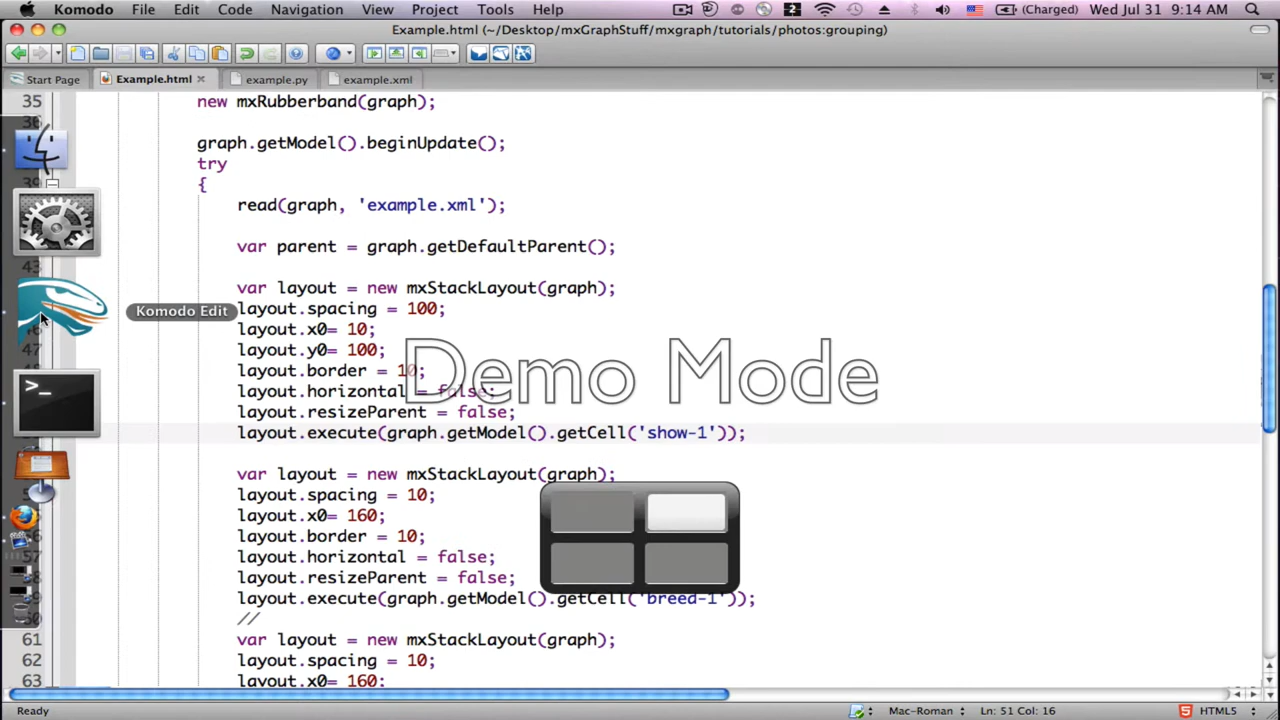 Komodo File Edit Code Navigation View Project Tools Help 2 (Charged) Wed Jul 31 9:14 AM
Example.html (~/Desktop/mxGraphStuff/mxgraph/tutorials/photos:grouping)
Start Page Example.html example.py example.xml
35 new mxRubberband(graph);
graph.getModel().beginUpdate();
try
{
read(graph, 'example.xml');
var parent = graph.getDefaultParent();
43
var layout = new mxStackLayout(graph);
Komodo Edit
layout.spacing = 100;
layout.x0= 10;
47 layout.y0= 100;
layout.border = 10;
Demo Mode
layout.horizontal = false;
layout.resizeParent = false;
layout.execute(graph.getModel().getCell('show-1'));
var layout = new mxStackLayout(graph);
layout.spacing = 10;
layout.x0= 160;
layout.border = 10;
57 layout.horizontal = false;
layout.resizeParent = false;
layout.execute(graph.getModel().getCell('breed-1'));
//
61 var layout = new mxStackLayout(graph);
62 layout.spacing = 10;
63 layout.x0= 160;
Ready Mac-Roman Ln: 51 Col: 16 HTML5